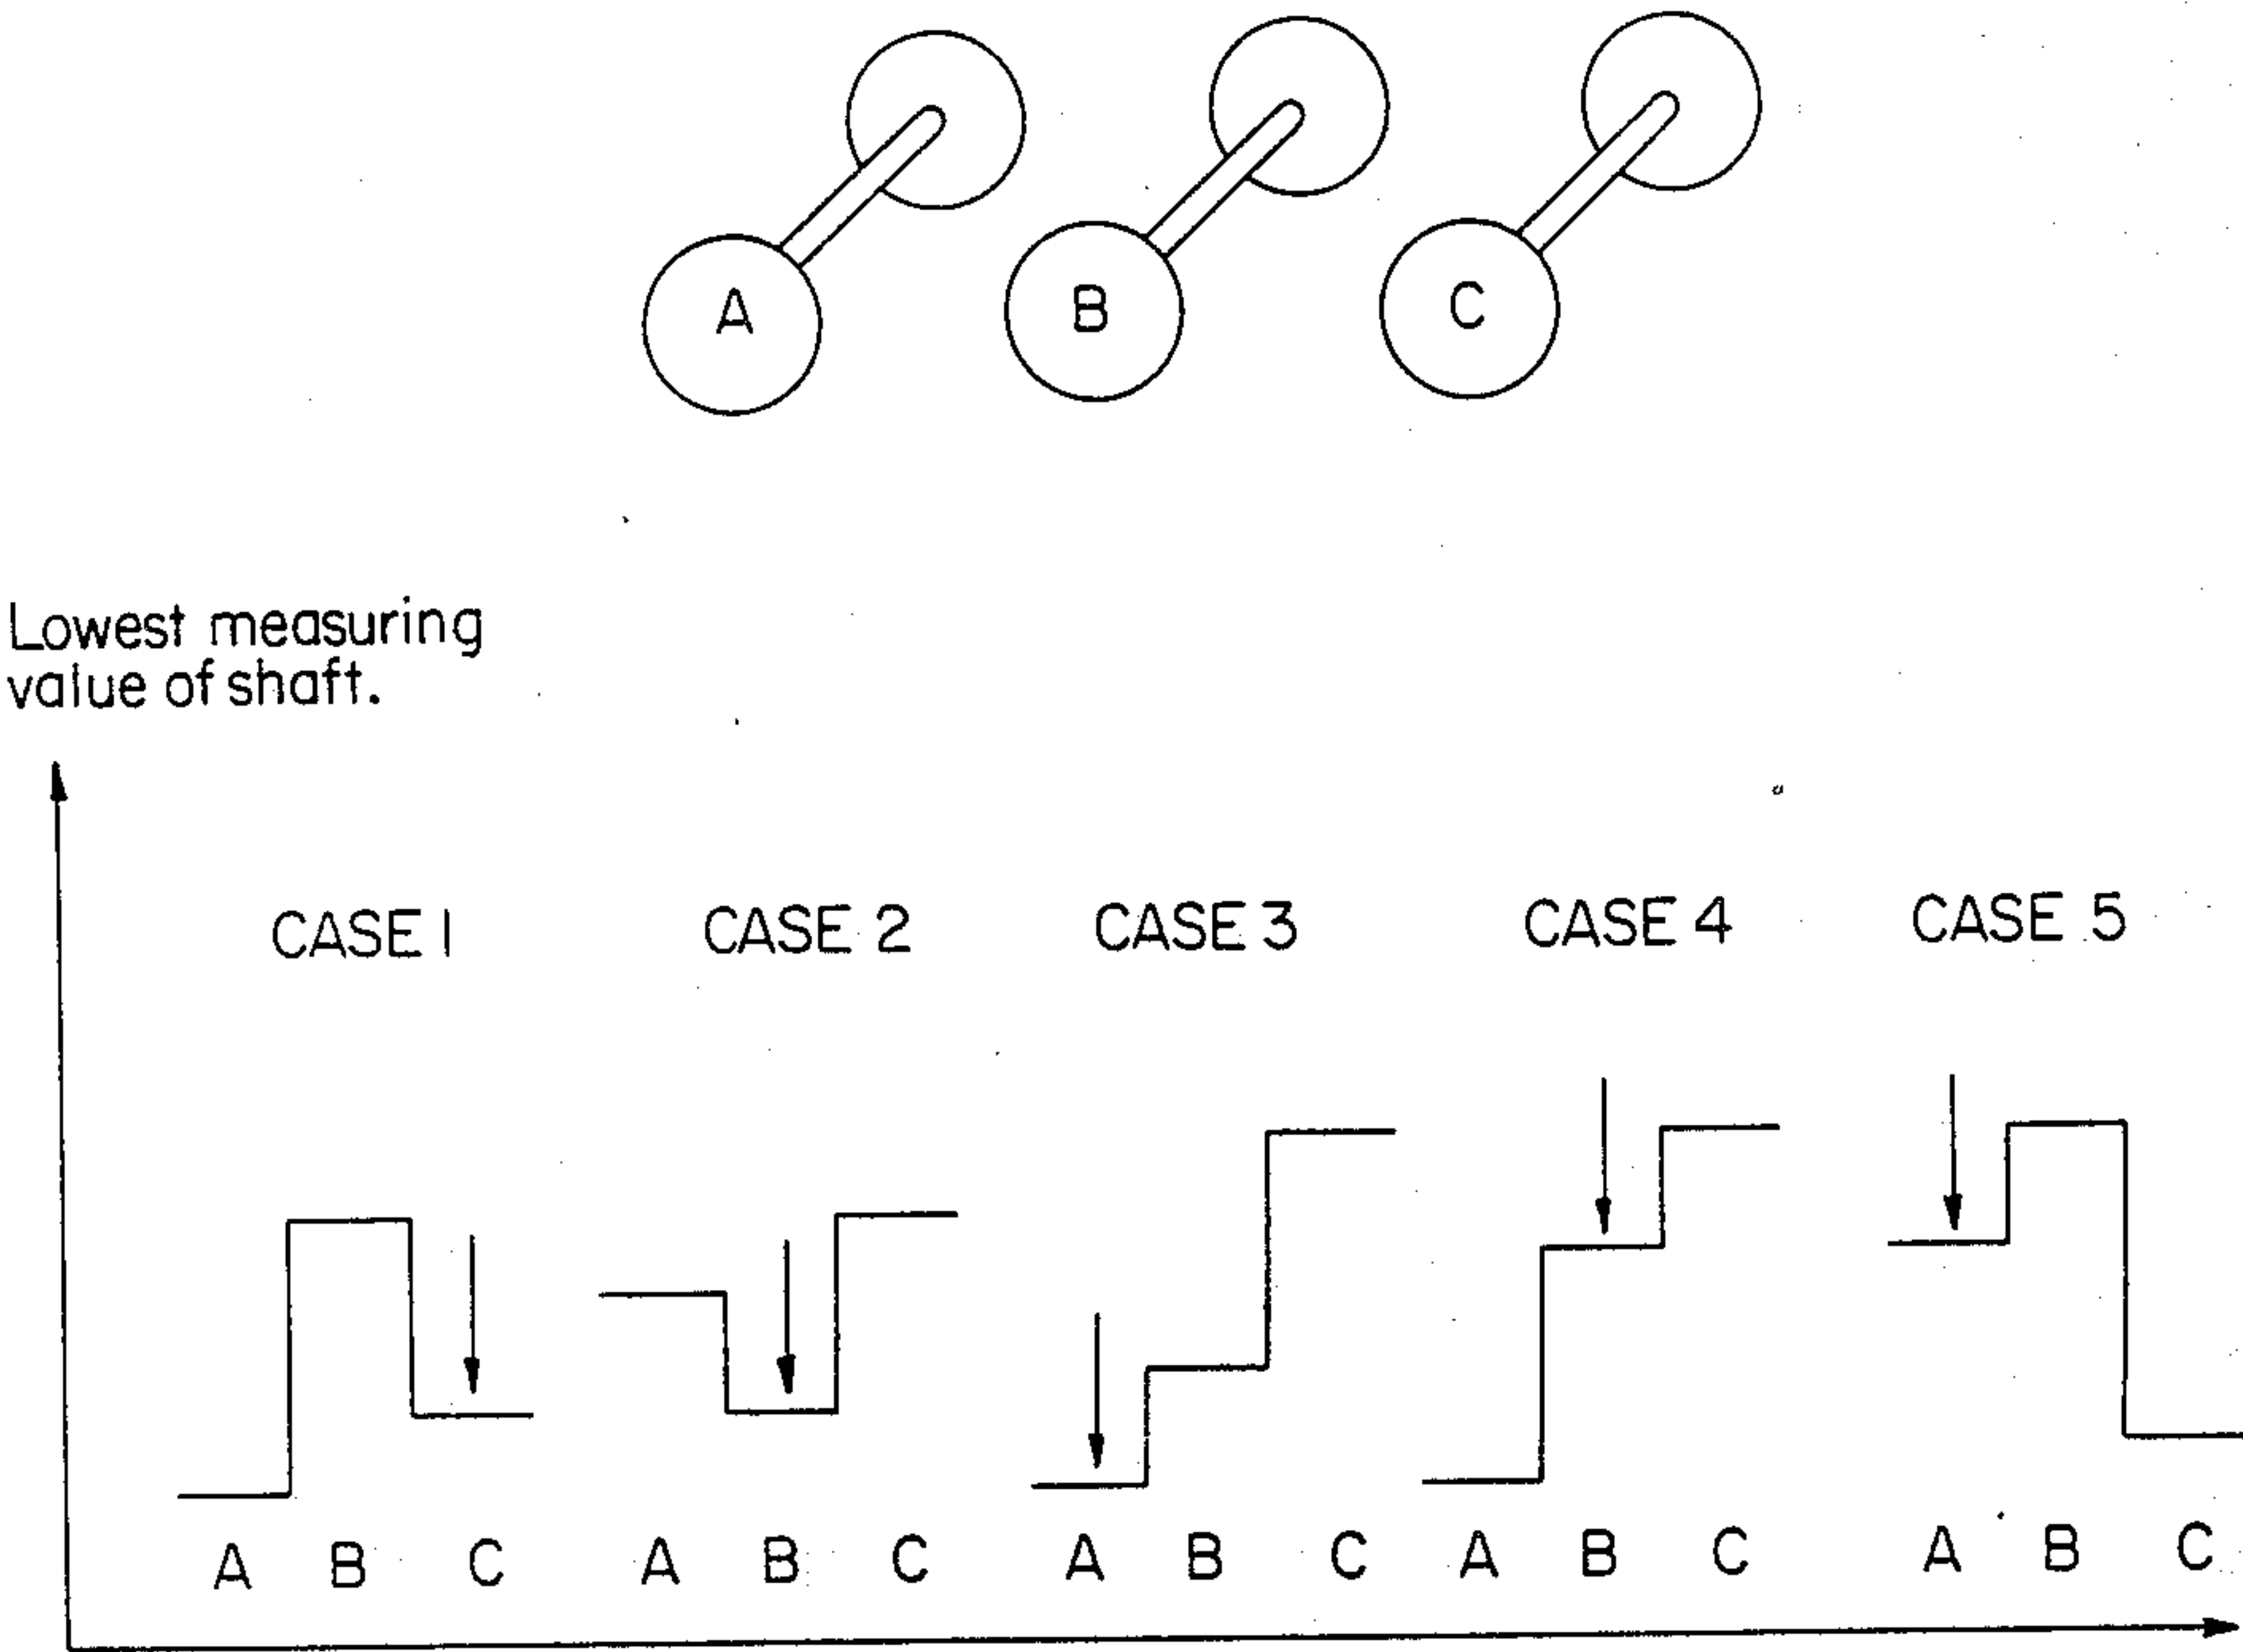 A B C
Lowest measuring
value of shaft.
CASE 1 CASE 2 CASE 3 CASE 4 CASE 5
A B C A B C A B C A B C A B C